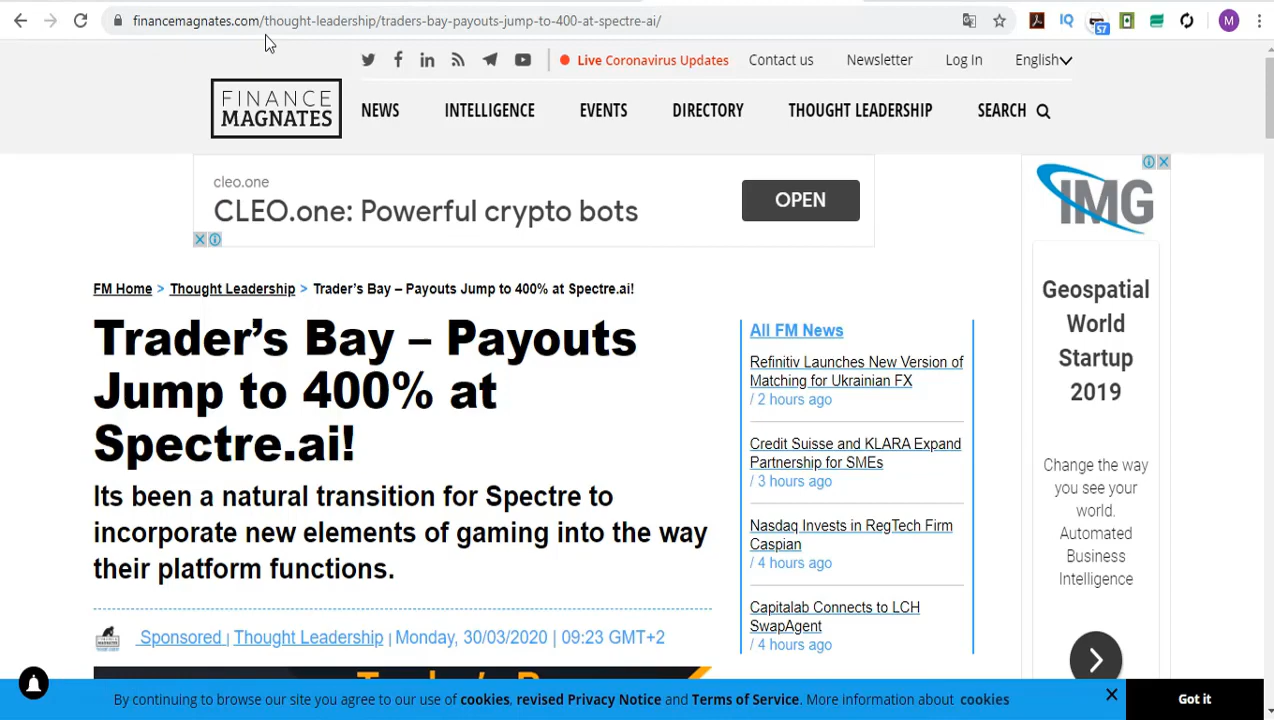 financemagnates.com/thought-leadership/traders-bay-payouts-jump-to-400-at-spectre-ai/
IQ
57
M
Live Coronavirus Updates
Contact us
Newsletter
Log In
English
FINANCE
MAGNATES
NEWS
INTELLIGENCE
EVENTS
DIRECTORY
THOUGHT LEADERSHIP
SEARCH
cleo.one
CLEO.one: Powerful crypto bots
OPEN
IMG
Geospatial
World
Startup
2019
Change the way
you see your
world.
Automated
Business
Intelligence
FM Home > Thought Leadership > Trader's Bay – Payouts Jump to 400% at Spectre.ai!
Trader's Bay – Payouts
Jump to 400% at
Spectre.ai!
Its been a natural transition for Spectre to
incorporate new elements of gaming into the way
their platform functions.
Sponsored | Thought Leadership | Monday, 30/03/2020 | 09:23 GMT+2
All FM News
Refinitiv Launches New Version of
Matching for Ukrainian FX
/ 2 hours ago
Credit Suisse and KLARA Expand
Partnership for SMEs
/ 3 hours ago
Nasdaq Invests in RegTech Firm
Caspian
/ 4 hours ago
Capitalab Connects to LCH
SwapAgent
/ 4 hours ago
By continuing to browse our site you agree to our use of cookies, revised Privacy Notice and Terms of Service. More information about cookies
Got it